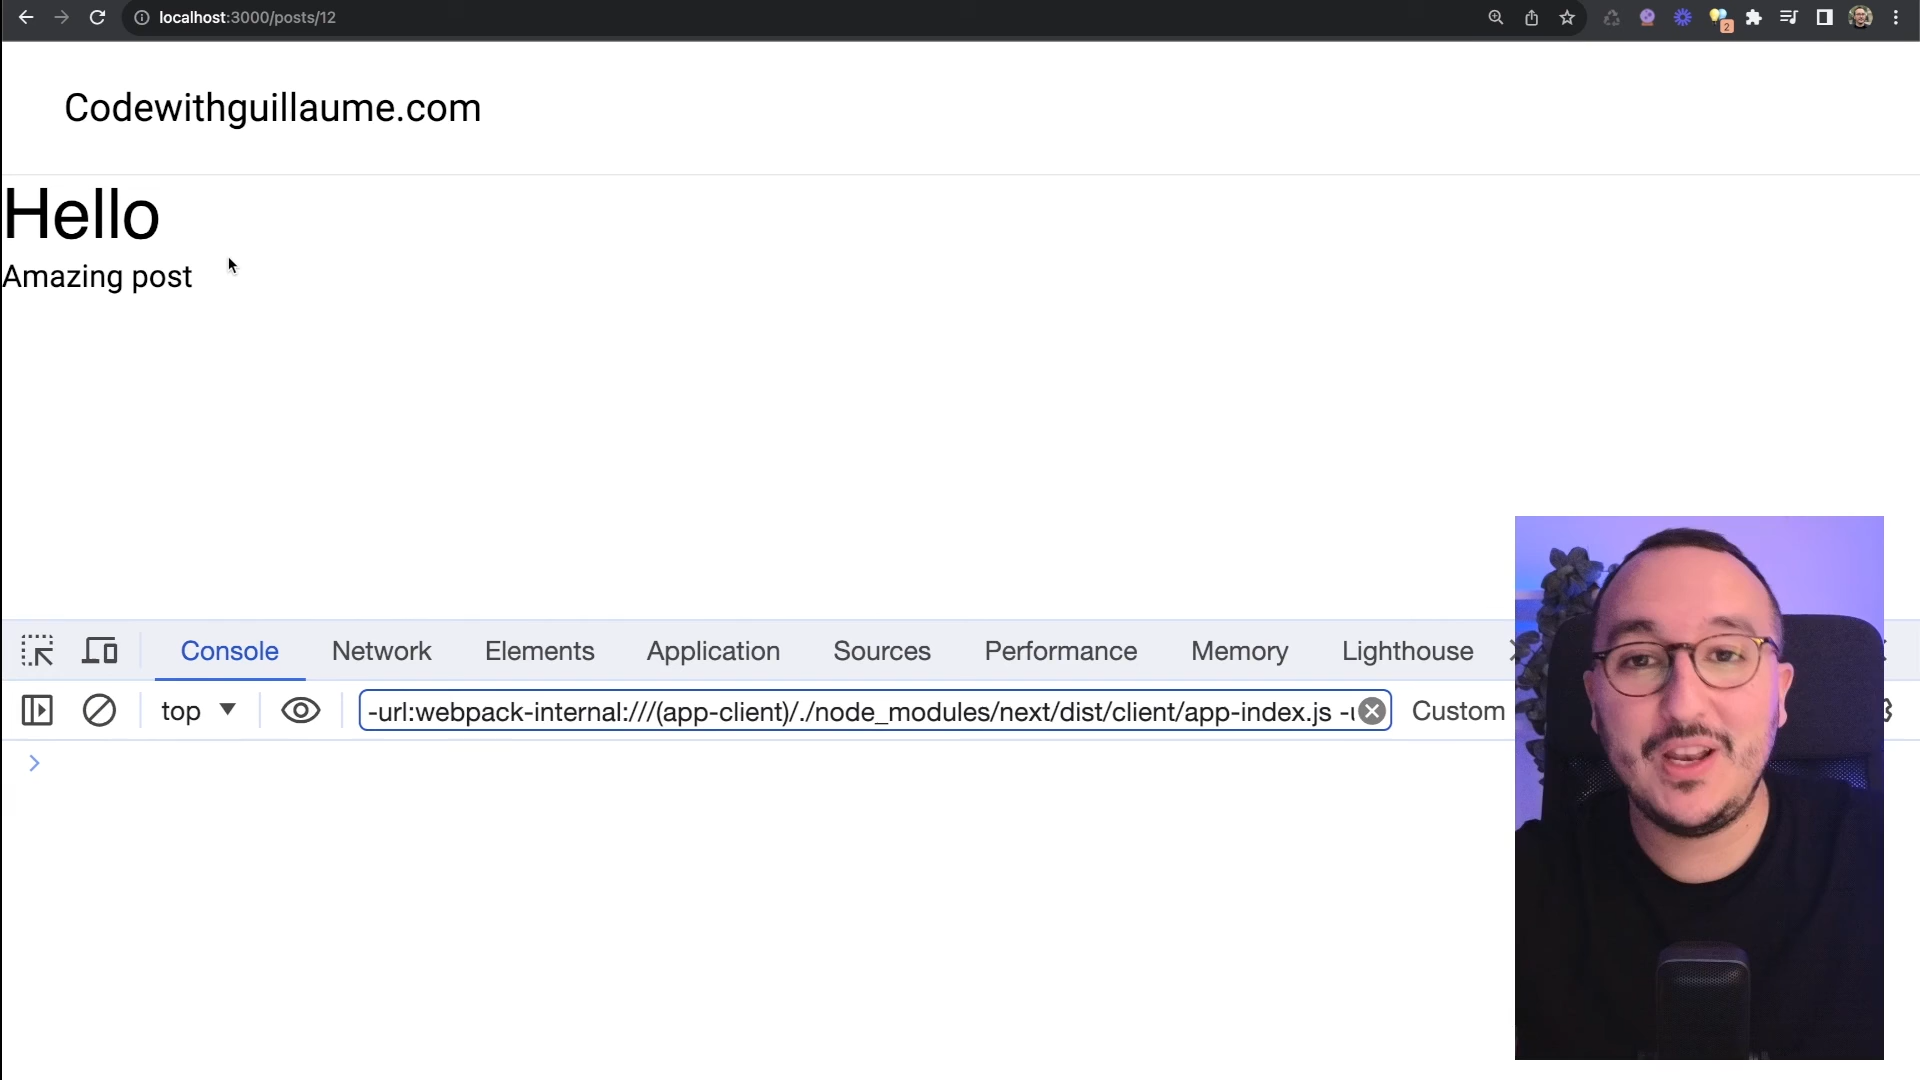 localhost:3000/posts/12
2
Codewithguillaume.com
Hello
Amazing post
Console Network Elements Application Sources Performance Memory Lighthouse
top -url:webpack-internal:///(app-client)/./node_modules/next/dist/client/app-index.js Custom